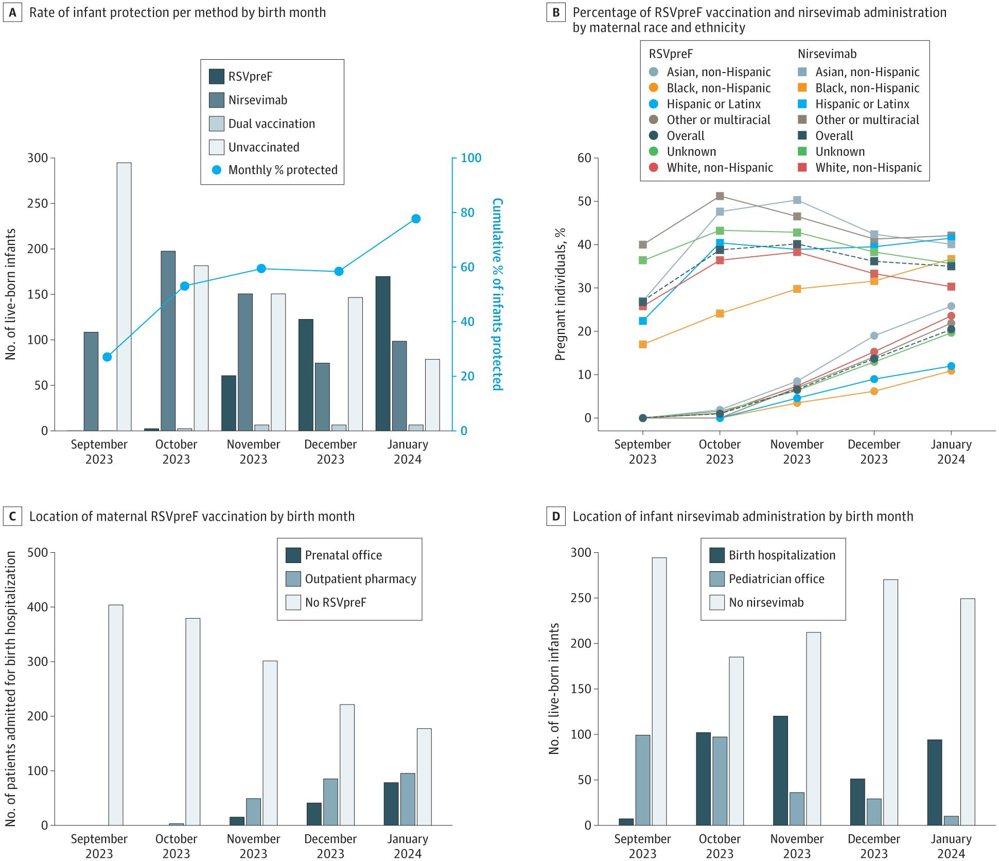 A Rate of infant protection per method by birth month
RSVpreF
Nirsevimab
Dual vaccination
Unvaccinated
Monthly % protected
No. of live-born infants
300
250
200
150
100
50
0
Cumulative % of infants protected
100
80
60
40
20
0
September 2023
October 2023
November 2023
December 2023
January 2024
B Percentage of RSVpreF vaccination and nirsevimab administration
by maternal race and ethnicity
RSVpreF
Asian, non-Hispanic
Black, non-Hispanic
Hispanic or Latinx
Other or multiracial
Overall
Unknown
White, non-Hispanic
Nirsevimab
Asian, non-Hispanic
Black, non-Hispanic
Hispanic or Latinx
Other or multiracial
Overall
Unknown
White, non-Hispanic
Pregnant individuals, %
60
50
40
30
20
10
0
September 2023
October 2023
November 2023
December 2023
January 2024
C Location of maternal RSVpreF vaccination by birth month
Prenatal office
Outpatient pharmacy
No RSVpreF
No. of patients admitted for birth hospitalization
500
400
300
200
100
0
September 2023
October 2023
November 2023
December 2023
January 2024
D Location of infant nirsevimab administration by birth month
Birth hospitalization
Pediatrician office
No nirsevimab
No. of live-born infants
300
250
200
150
100
50
0
September 2023
October 2023
November 2023
December 2023
January 2024